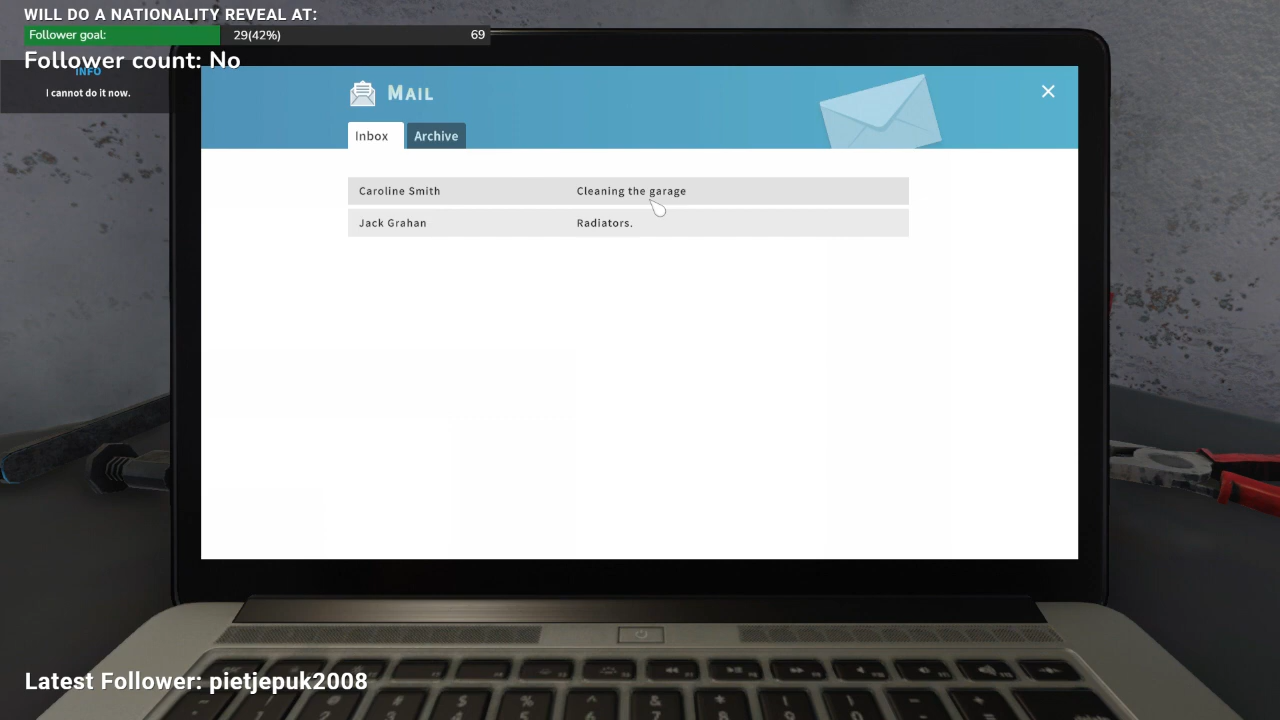 WILL DO A NATIONALITY REVEAL AT:
Follower goal: 29(42%) 69
Follower count: No
INFO
I cannot do it now.
MAIL
Inbox Archive
Caroline Smith Cleaning the garage
Jack Grahan Radiators.
Latest Follower: pietjepuk2008